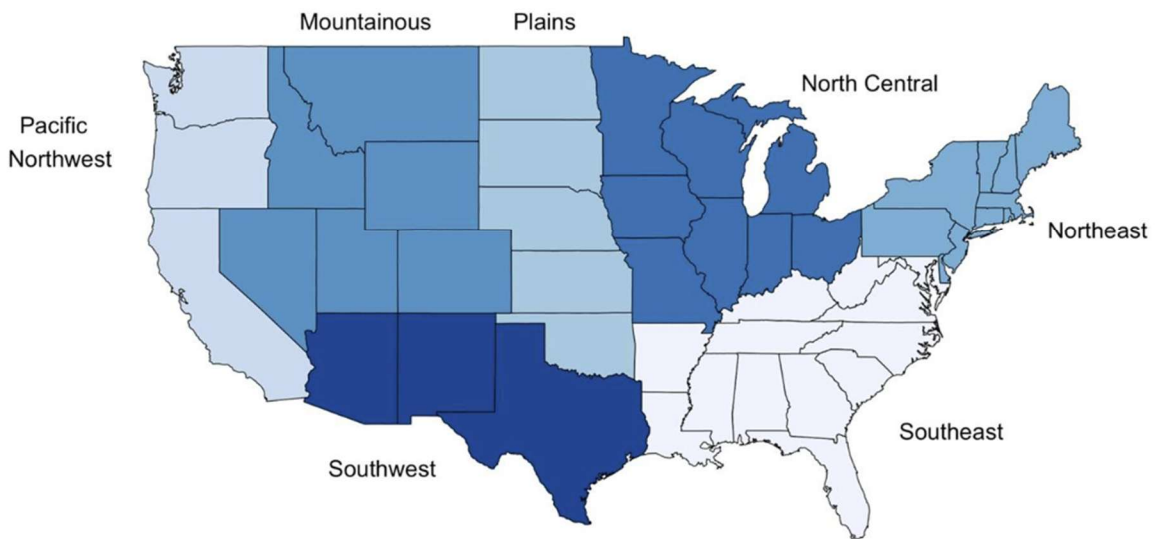 Mountainous
Plains
North Central
Pacific
Northwest
Northeast
Southeast
Southwest